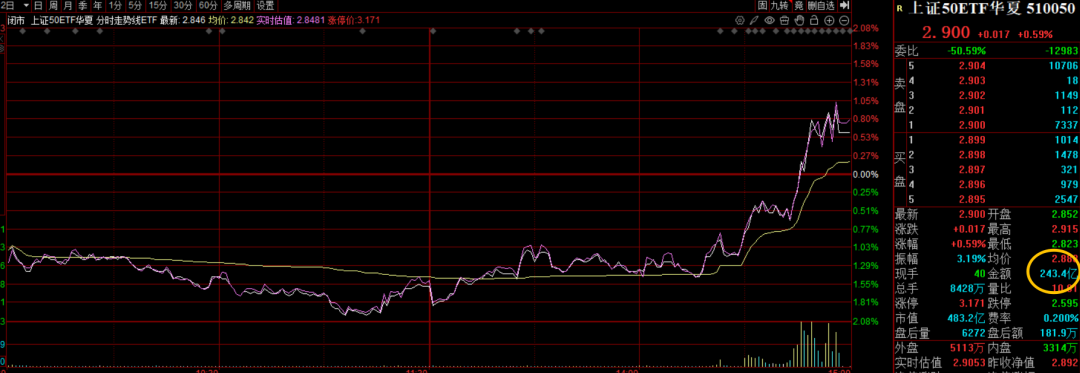 2日 日 周 月 季 年 1分 5分 15分 30分 60分 多周期 设置
固 九转 竟 删自选
闭市 上证50ETF华夏 分时走势线ETF 最新: 2.846 均价: 2.842 实时估值: 2.8481 涨停价 3.171
2.08%
1.83%
1.58%
1.31%
1.05%
0.80%
0.53%
0.27%
0.00%
0.25%
0.51%
0.77%
1.03%
1.29%
1.55%
1.81%
2.08%
R 上证50ETF华夏 510050
2.900 +0.017 +0.59%
委比 -50.59% -12983
卖盘
5 2.904 10706
4 2.903 18
3 2.902 1149
2 2.901 112
1 2.900 7337
买盘
1 2.899 1014
2 2.898 1478
3 2.897 321
4 2.896 979
5 2.895 2547
最新 2.900 开盘 2.852
涨跌 +0.017 最高 2.915
涨幅 +0.59% 最低 2.823
振幅 3.19% 均价
现手 40 金额 243.4亿
总手 8428万 量比
涨停 3.171 跌停 2.595
市值 483.2亿 费率 0.200%
盘后量 6272 盘后额 181.9万
外盘 5113万 内盘 3314万
实时估值 2.9053 昨收净值 2.892